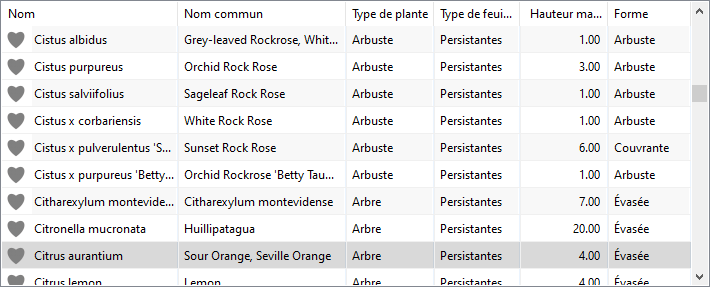 Nom Nom commun Type de plante Type de feui... Hauteur ma... Forme
Cistus albidus Grey-leaved Rockrose, Whit... Arbuste Persistantes 1.00 Arbuste
Cistus purpureus Orchid Rock Rose Arbuste Persistantes 3.00 Arbuste
Cistus salviifolius Sageleaf Rock Rose Arbuste Persistantes 1.00 Arbuste
Cistus x corbariensis White Rock Rose Arbuste Persistantes 1.00 Arbuste
Cistus x pulverulentus 'S... Sunset Rock Rose Arbuste Persistantes 6.00 Couvrante
Cistus x purpureus 'Betty... Orchid Rockrose 'Betty Tau... Arbuste Persistantes 1.00 Arbuste
Citharexylum montevide... Citharexylum montevidense Arbre Persistantes 7.00 Évasée
Citronella mucronata Huillipatagua Arbre Persistantes 20.00 Évasée
Citrus aurantium Sour Orange, Seville Orange Arbre Persistantes 4.00 Évasée
Citrus lemon Lemon Arbre Persistantes 4.00 Évasée